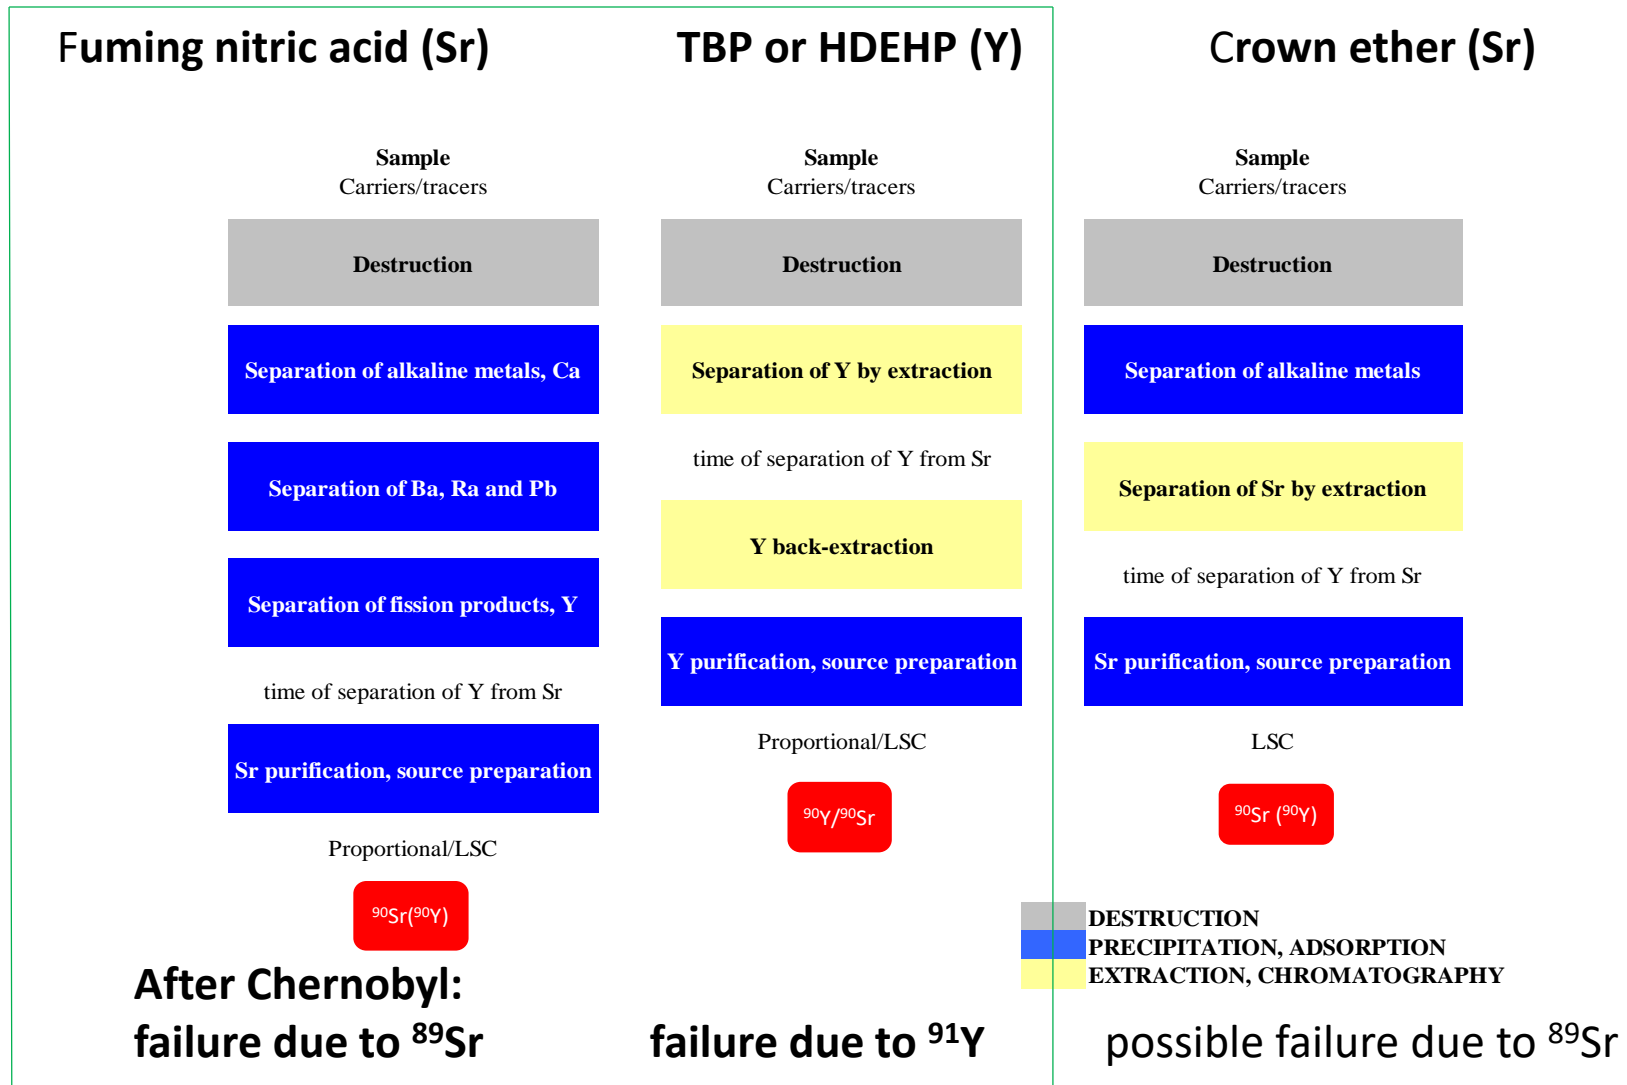 Fuming nitric acid (Sr)
TBP or HDEHP (Y)
Crown ether (Sr)
Sample
Carriers/tracers
Destruction
Separation of alkaline metals, Ca
Separation of Ba, Ra and Pb
Separation of fission products, Y
time of separation of Y from Sr
Sr purification, source preparation
Proportional/LSC
⁹⁰Sr(⁹⁰Y)
After Chernobyl:
failure due to ⁸⁹Sr
Sample
Carriers/tracers
Destruction
Separation of Y by extraction
time of separation of Y from Sr
Y back-extraction
Y purification, source preparation
Proportional/LSC
⁹⁰Y/⁹⁰Sr
failure due to ⁹¹Y
Sample
Carriers/tracers
Destruction
Separation of alkaline metals
Separation of Sr by extraction
time of separation of Y from Sr
Sr purification, source preparation
LSC
⁹⁰Sr (⁹⁰Y)
DESTRUCTION
PRECIPITATION, ADSORPTION
EXTRACTION, CHROMATOGRAPHY
possible failure due to ⁸⁹Sr